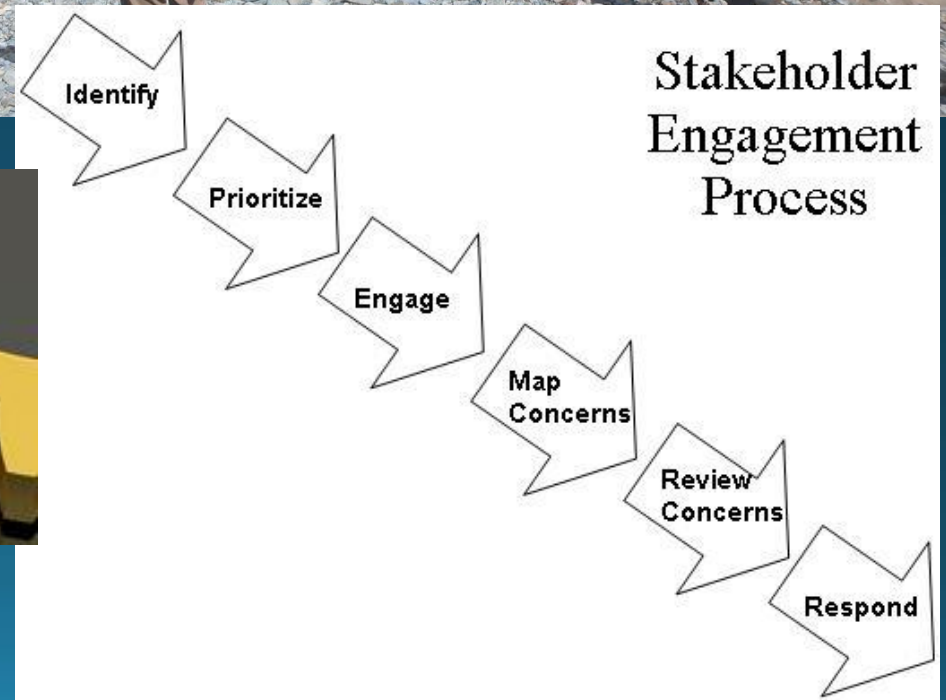 Stakeholder
Engagement
Process
Identify
Prioritize
Engage
Map
Concerns
Review
Concerns
Respond